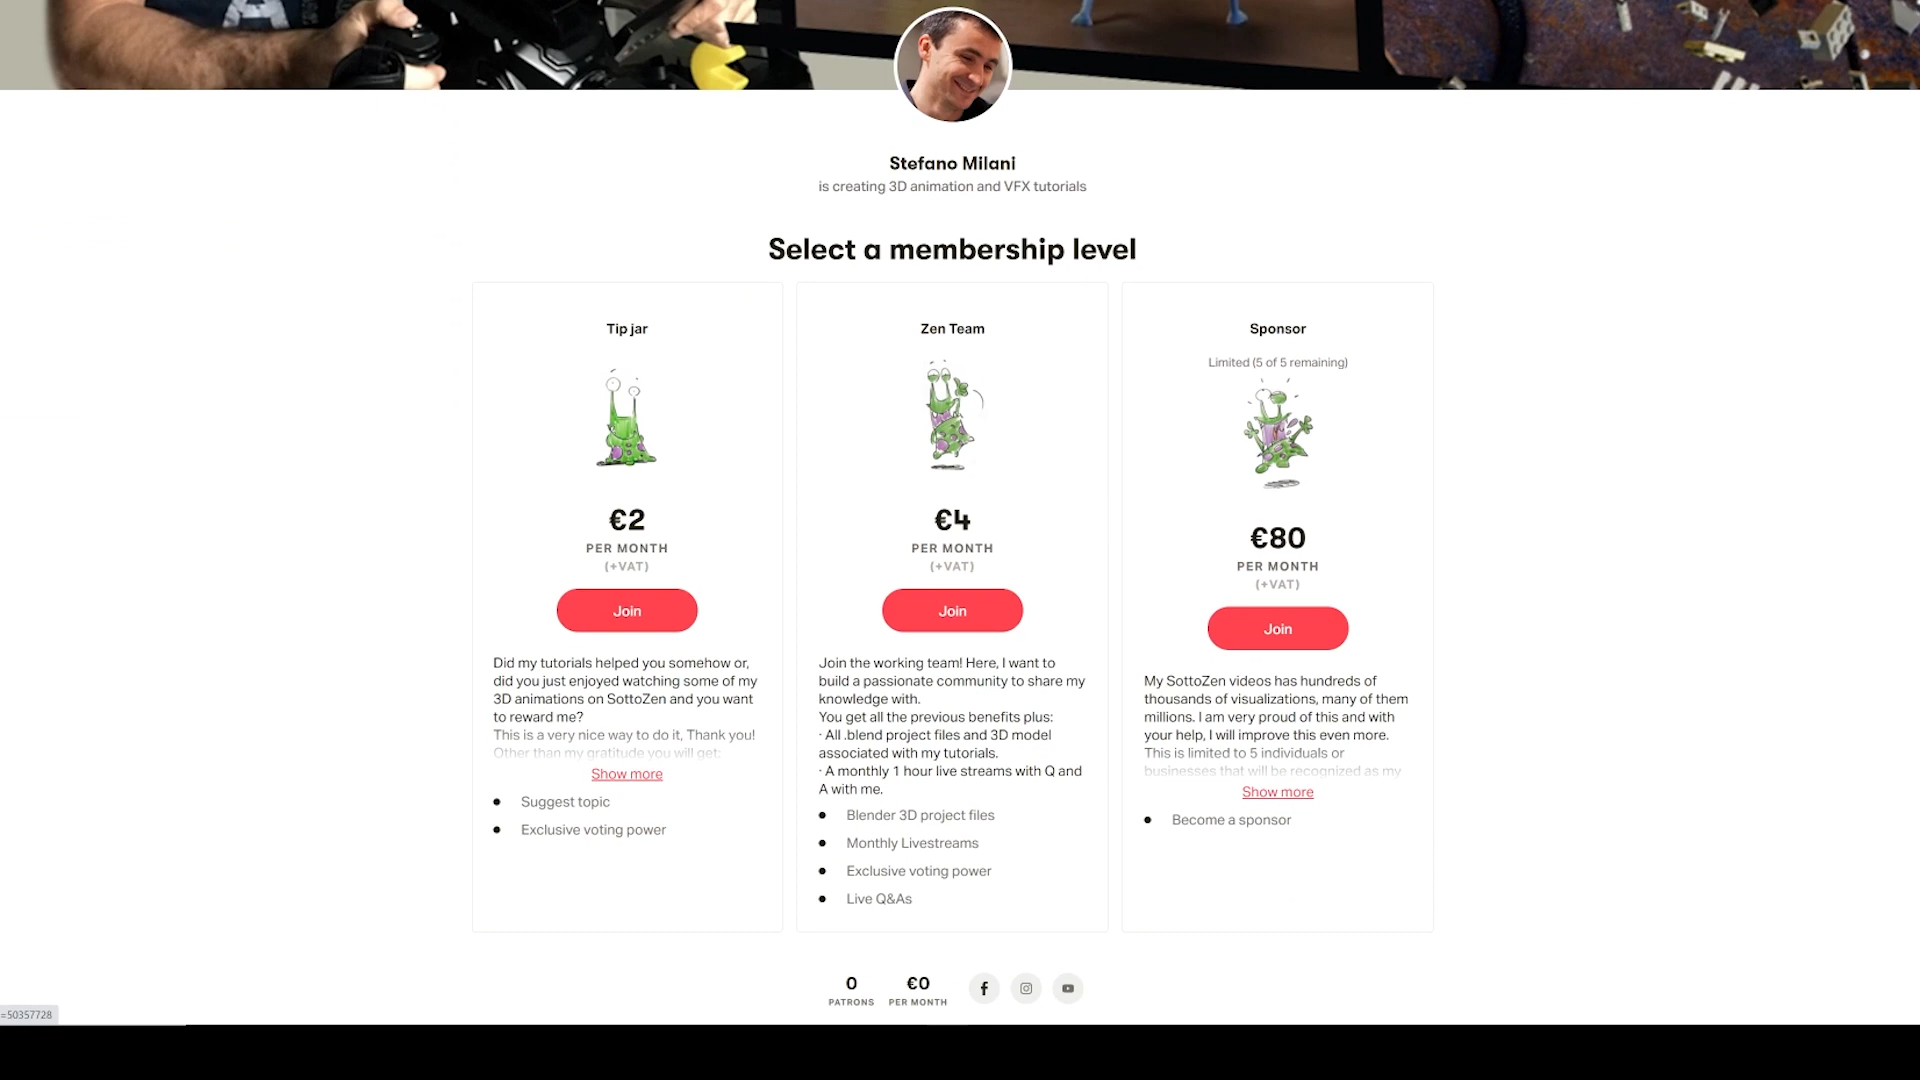 Stefano Milani
is creating 3D animation and VFX tutorials
Select a membership level
Tip jar
€2
PER MONTH
(+VAT)
Join
Did my tutorials helped you somehow or,
did you just enjoyed watching some of my
3D animations on SottoZen and you want
to reward me?
This is a very nice way to do it, Thank you!
Other than my gratitude you will get:
Show more
Suggest topic
Exclusive voting power
Zen Team
€4
PER MONTH
(+VAT)
Join
Join the working team! Here, I want to
build a passionate community to share my
knowledge with.
You get all the previous benefits plus:
· All .blend project files and 3D model
associated with my tutorials.
· A monthly 1 hour live streams with Q and
A with me.
Blender 3D project files
Monthly Livestreams
Exclusive voting power
Live Q&As
Sponsor
Limited (5 of 5 remaining)
€80
PER MONTH
(+VAT)
Join
My SottoZen videos has hundreds of
thousands of visualizations, many of them
millions. I am very proud of this and with
your help, I will improve this even more.
This is limited to 5 individuals or
businesses that will be recognized as my
Show more
Become a sponsor
0
PATRONS
€0
PER MONTH
=50357728